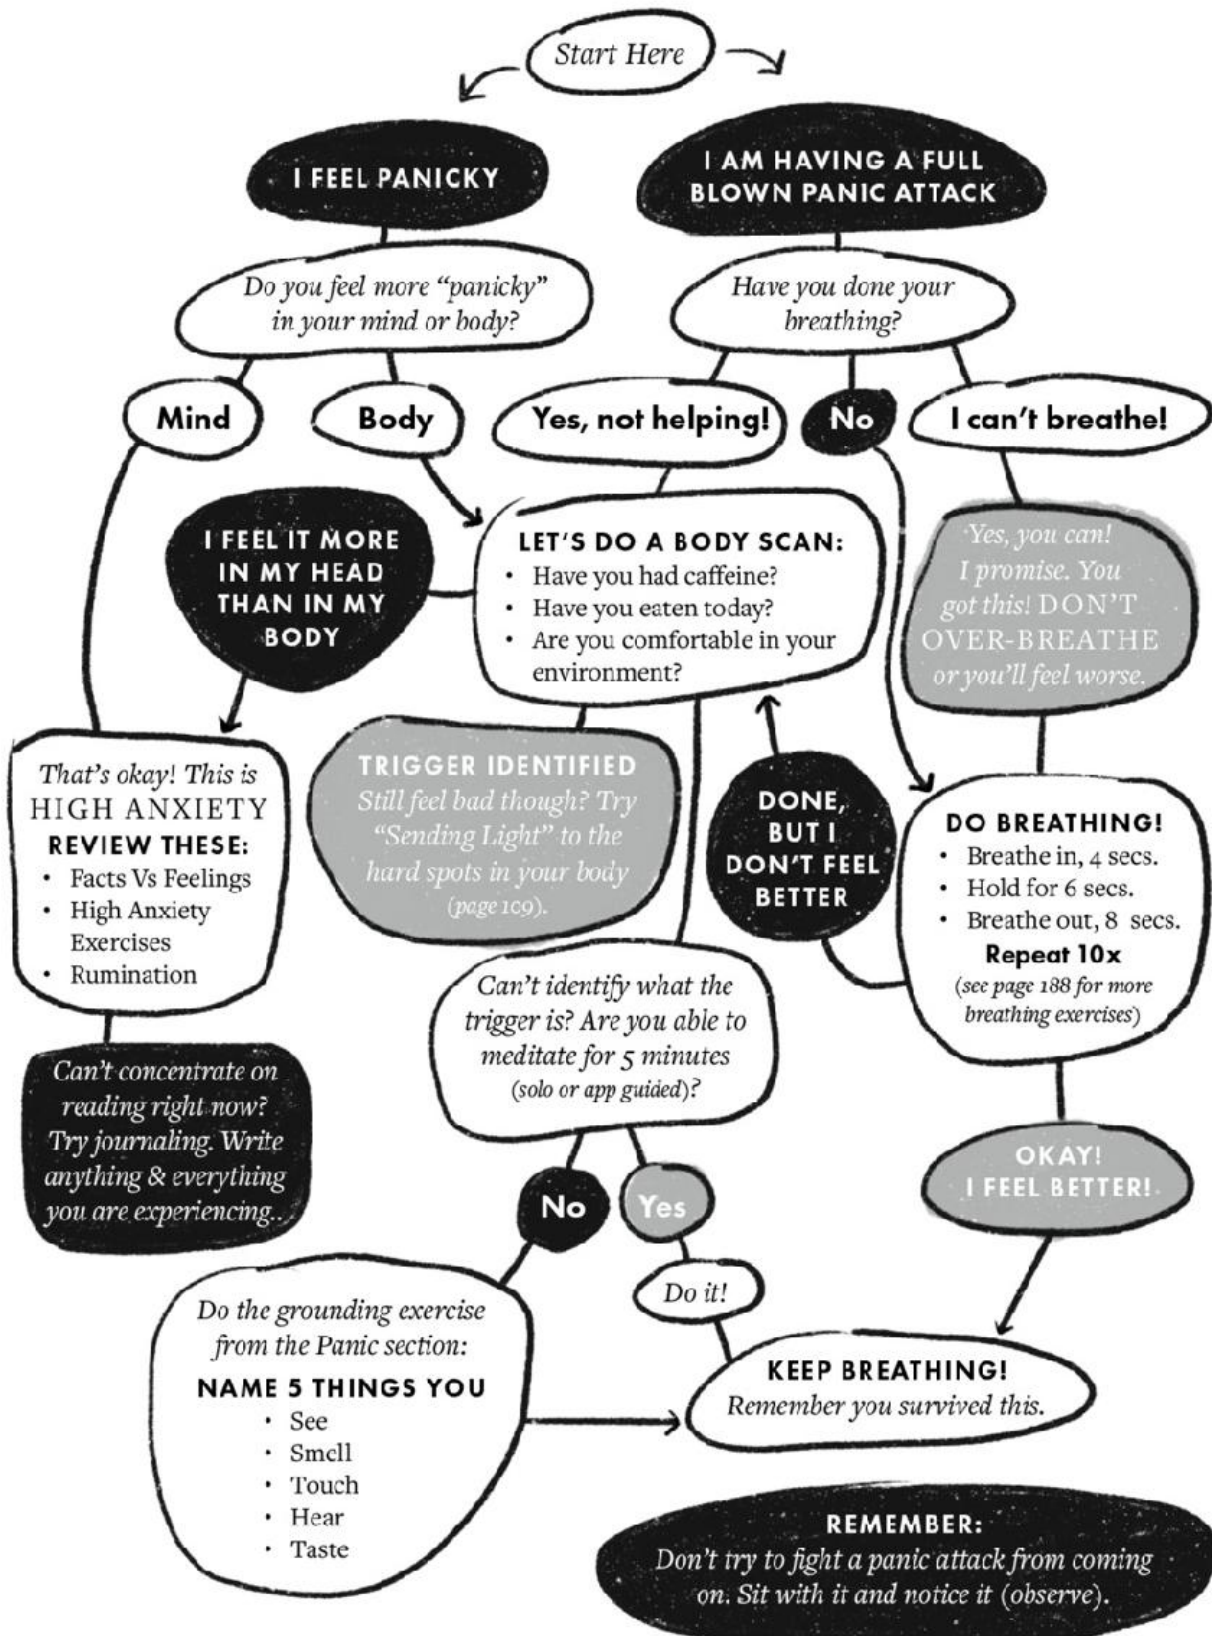 Start Here
I FEEL PANICKY
I AM HAVING A FULL
BLOWN PANIC ATTACK
Do you feel more “panicky”
in your mind or body?
Have you done your
breathing?
Mind
Body
Yes, not helping!
No
I can’t breathe!
I FEEL IT MORE
IN MY HEAD
THAN IN MY
BODY
LET’S DO A BODY SCAN:
• Have you had caffeine?
• Have you eaten today?
• Are you comfortable in your
environment?
Yes, you can!
I promise. You
got this! DON’T
OVER-BREATHE
or you’ll feel worse.
That’s okay! This is
HIGH ANXIETY
REVIEW THESE:
• Facts Vs Feelings
• High Anxiety
Exercises
• Rumination
TRIGGER IDENTIFIED
Still feel bad though? Try
“Sending Light” to the
hard spots in your body
(page 109).
DONE,
BUT I
DON’T FEEL
BETTER
DO BREATHING!
• Breathe in, 4 secs.
• Hold for 6 secs.
• Breathe out, 8 secs.
Repeat 10x
(see page 188 for more
breathing exercises)
Can’t identify what the
trigger is? Are you able to
meditate for 5 minutes
(solo or app guided)?
Can’t concentrate on
reading right now?
Try journaling. Write
anything & everything
you are experiencing..
No
Yes
OKAY!
I FEEL BETTER!
Do it!
Do the grounding exercise
from the Panic section:
NAME 5 THINGS YOU
• See
• Smell
• Touch
• Hear
• Taste
KEEP BREATHING!
Remember you survived this.
REMEMBER:
Don’t try to fight a panic attack from coming
on. Sit with it and notice it (observe).